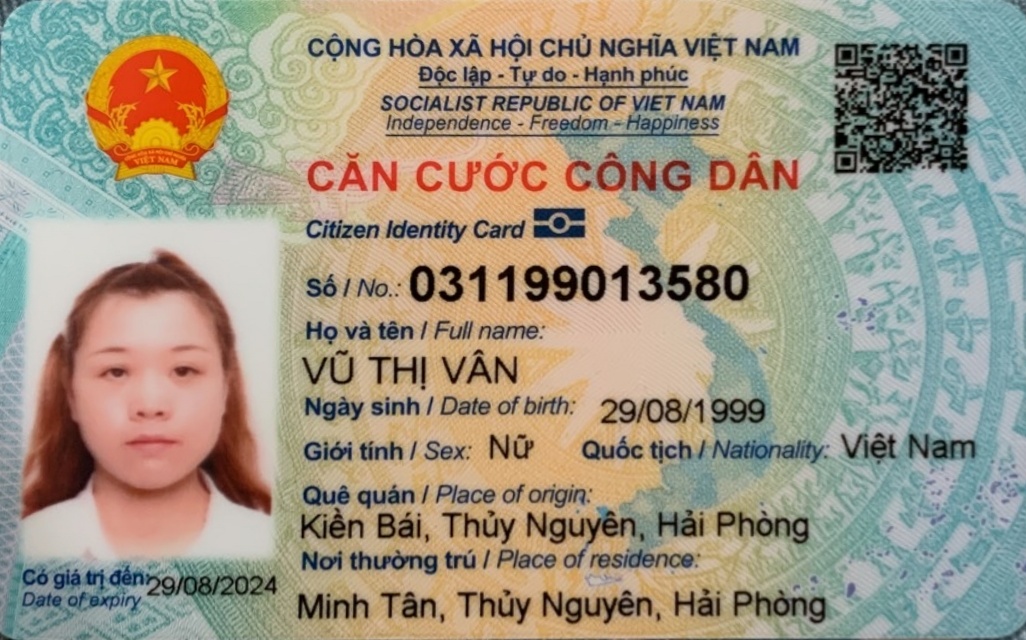 CỘNG HÒA XÃ HỘI CHỦ NGHĨA VIỆT NAM
Độc lập - Tự do - Hạnh phúc
SOCIALIST REPUBLIC OF VIET NAM
Independence - Freedom - Happiness
CĂN CƯỚC CÔNG DÂN
Citizen Identity Card
Số / No.: 031199013580
Họ và tên / Full name:
VŨ THỊ VÂN
Ngày sinh / Date of birth: 29/08/1999
Giới tính / Sex: Nữ Quốc tịch / Nationality: Việt Nam
Quê quán / Place of origin:
Kiền Bái, Thủy Nguyên, Hải Phòng
Nơi thường trú / Place of residence:
Minh Tân, Thủy Nguyên, Hải Phòng
Có giá trị đến: 29/08/2024
Date of expiry
VIỆT NAM